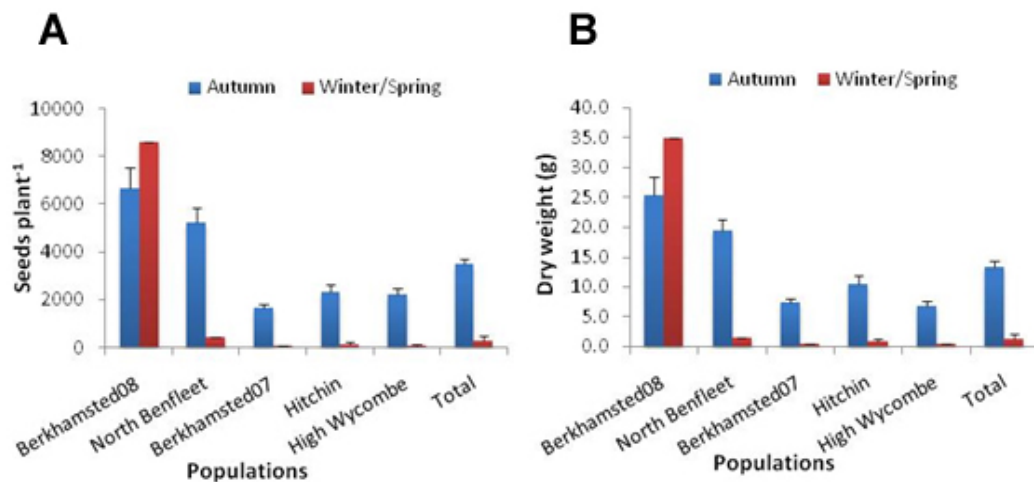 A
Autumn Winter/Spring
10000
8000
6000
4000
2000
0
Seeds plant-1
Berkhamsted08
North Benfleet
Berkhamsted07
Hitchin
High Wycombe
Total
Populations
B
Autumn Winter/Spring
40.0
35.0
30.0
25.0
20.0
15.0
10.0
5.0
0.0
Dry weight (g)
Berkhamsted08
North Benfleet
Berkhamsted07
Hitchin
High Wycombe
Total
Populations